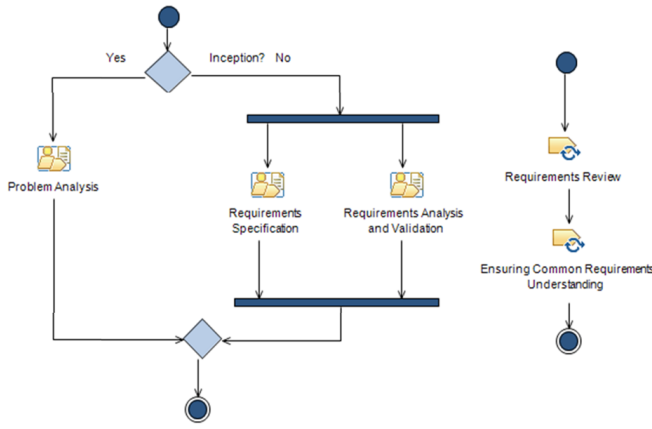 Yes
Inception? No
Problem Analysis
Requirements
Specification
Requirements Analysis
and Validation
Requirements Review
Ensuring Common Requirements
Understanding